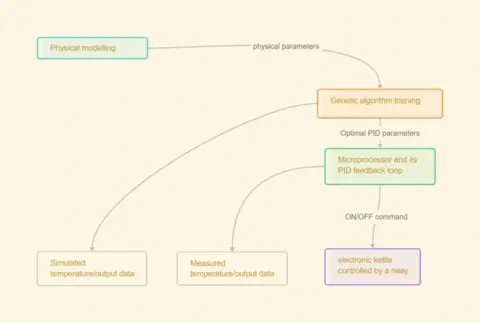 Physical modelling
physical parameters
Genetic algorithm training
Optimal PID parameters
Microprocessor and its
PID feedback loop
ON/OFF command
Simulated
temperature/output data
Measured
temperature/output data
electronic kettle
controlled by a relay